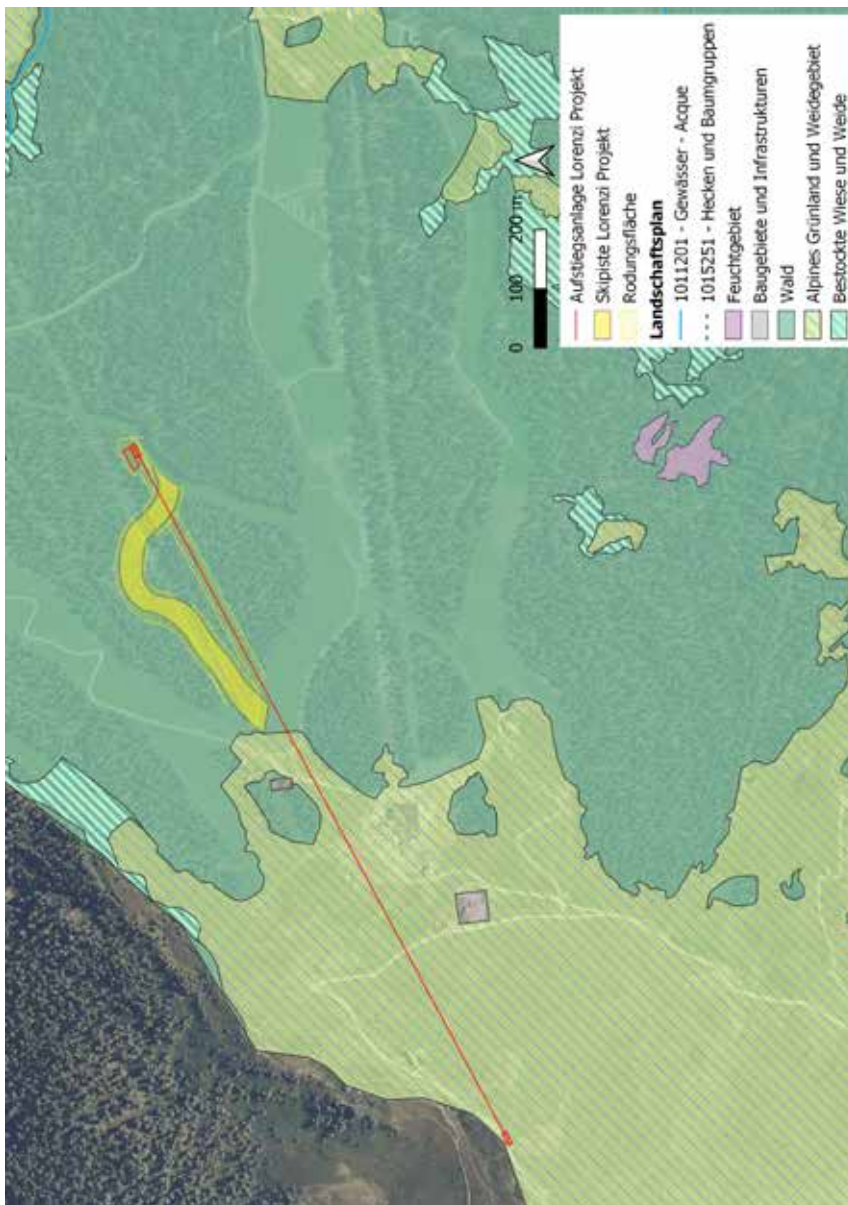 0 100 200 m
Aufstiegsanlage Lorenzi Projekt
Skipiste Lorenzi Projekt
Rodungsfläche
Landschaftsplan
1011201 - Gewässer - Acque
1015251 - Hecken und Baumgruppen
Feuchtgebiet
Baugebiete und Infrastrukturen
Wald
Alpines Grünland und Weidegebiet
Bestockte Wiese und Weide